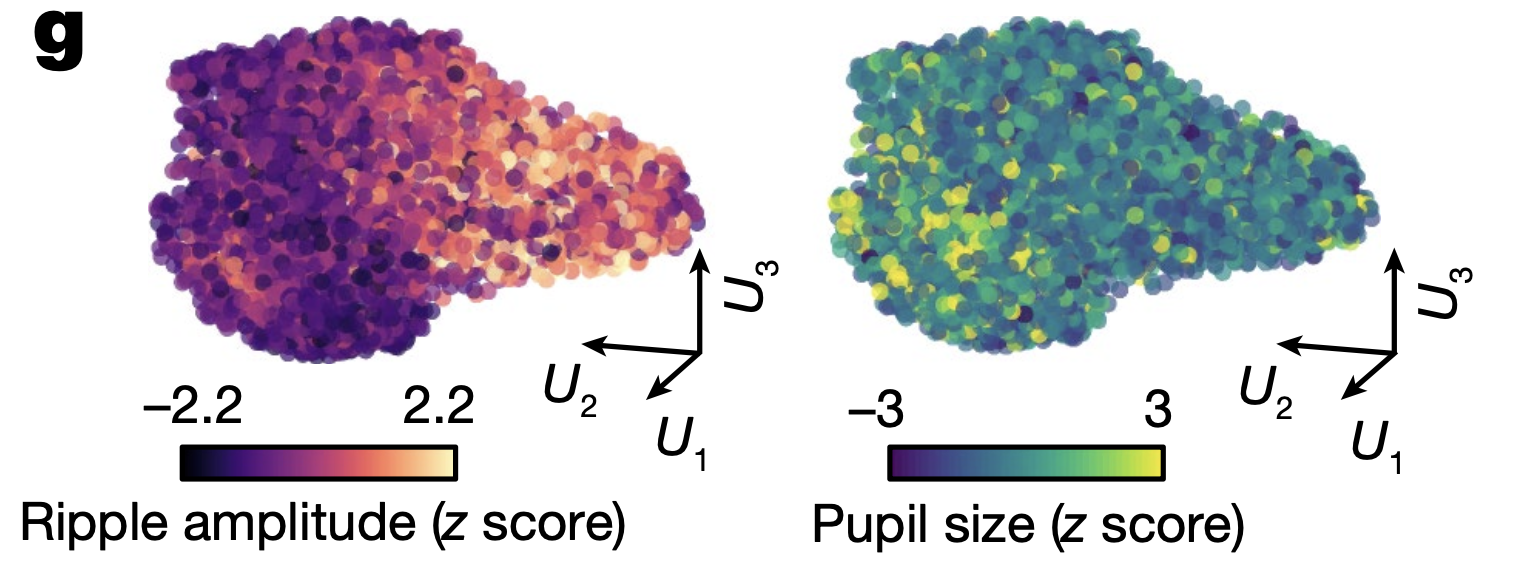 g
U3
U2
U1
−2.2 2.2
Ripple amplitude (z score)
U3
U2
U1
−3 3
Pupil size (z score)